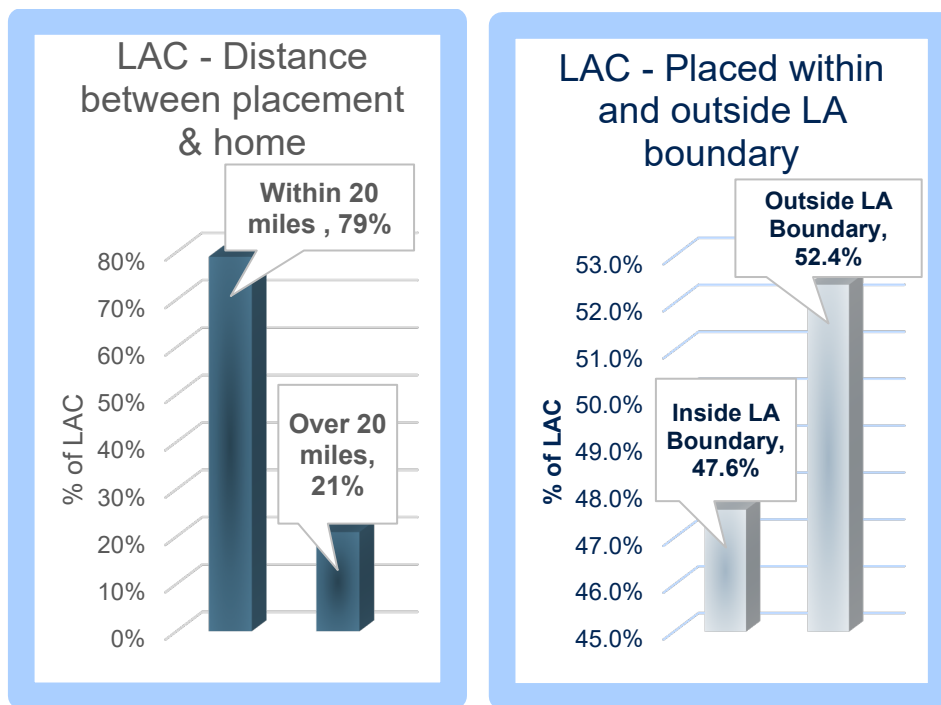 LAC - Distance
between placement
& home
Within 20
miles , 79%
Over 20
miles,
21%
80%
70%
60%
50%
40%
30%
20%
10%
0%
% of LAC
LAC - Placed within
and outside LA
boundary
Outside LA
Boundary,
52.4%
Inside LA
Boundary,
47.6%
53.0%
52.0%
51.0%
50.0%
49.0%
48.0%
47.0%
46.0%
45.0%
% of LAC